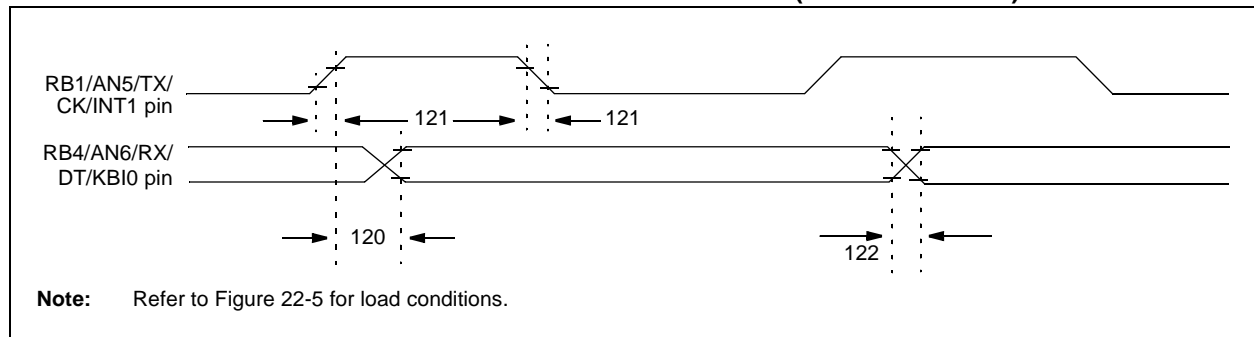 RB1/AN5/TX/
CK/INT1 pin
121
121
RB4/AN6/RX/
DT/KBI0 pin
120
122
Note: Refer to Figure 22-5 for load conditions.